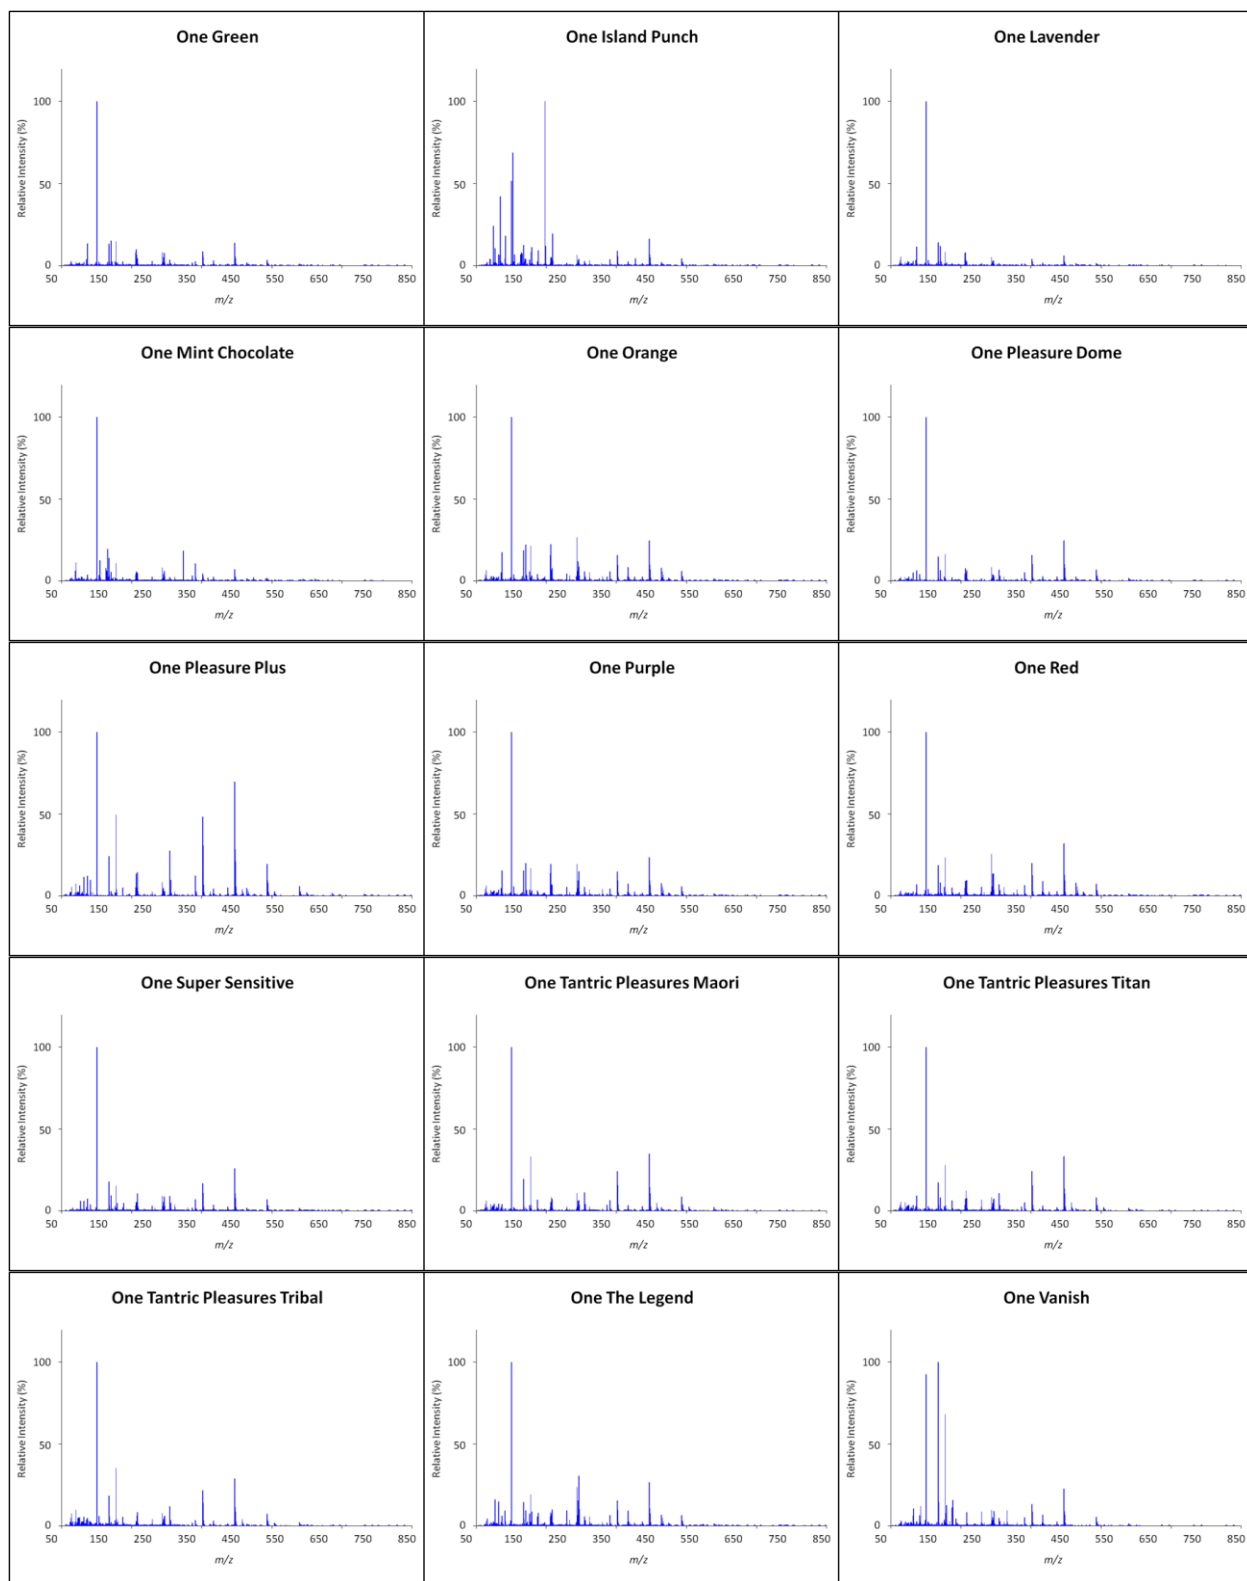 One Green
Relative Intensity (%)
100
50
0
50 150 250 350 450 550 650 750 850
m/z
One Island Punch
Relative Intensity (%)
100
50
0
50 150 250 350 450 550 650 750 850
m/z
One Lavender
Relative Intensity (%)
100
50
0
50 150 250 350 450 550 650 750 850
m/z
One Mint Chocolate
Relative Intensity (%)
100
50
0
50 150 250 350 450 550 650 750 850
m/z
One Orange
Relative Intensity (%)
100
50
0
50 150 250 350 450 550 650 750 850
m/z
One Pleasure Dome
Relative Intensity (%)
100
50
0
50 150 250 350 450 550 650 750 850
m/z
One Pleasure Plus
Relative Intensity (%)
100
50
0
50 150 250 350 450 550 650 750 850
m/z
One Purple
Relative Intensity (%)
100
50
0
50 150 250 350 450 550 650 750 850
m/z
One Red
Relative Intensity (%)
100
50
0
50 150 250 350 450 550 650 750 850
m/z
One Super Sensitive
Relative Intensity (%)
100
50
0
50 150 250 350 450 550 650 750 850
m/z
One Tantric Pleasures Maori
Relative Intensity (%)
100
50
0
50 150 250 350 450 550 650 750 850
m/z
One Tantric Pleasures Titan
Relative Intensity (%)
100
50
0
50 150 250 350 450 550 650 750 850
m/z
One Tantric Pleasures Tribal
Relative Intensity (%)
100
50
0
50 150 250 350 450 550 650 750 850
m/z
One The Legend
Relative Intensity (%)
100
50
0
50 150 250 350 450 550 650 750 850
m/z
One Vanish
Relative Intensity (%)
100
50
0
50 150 250 350 450 550 650 750 850
m/z